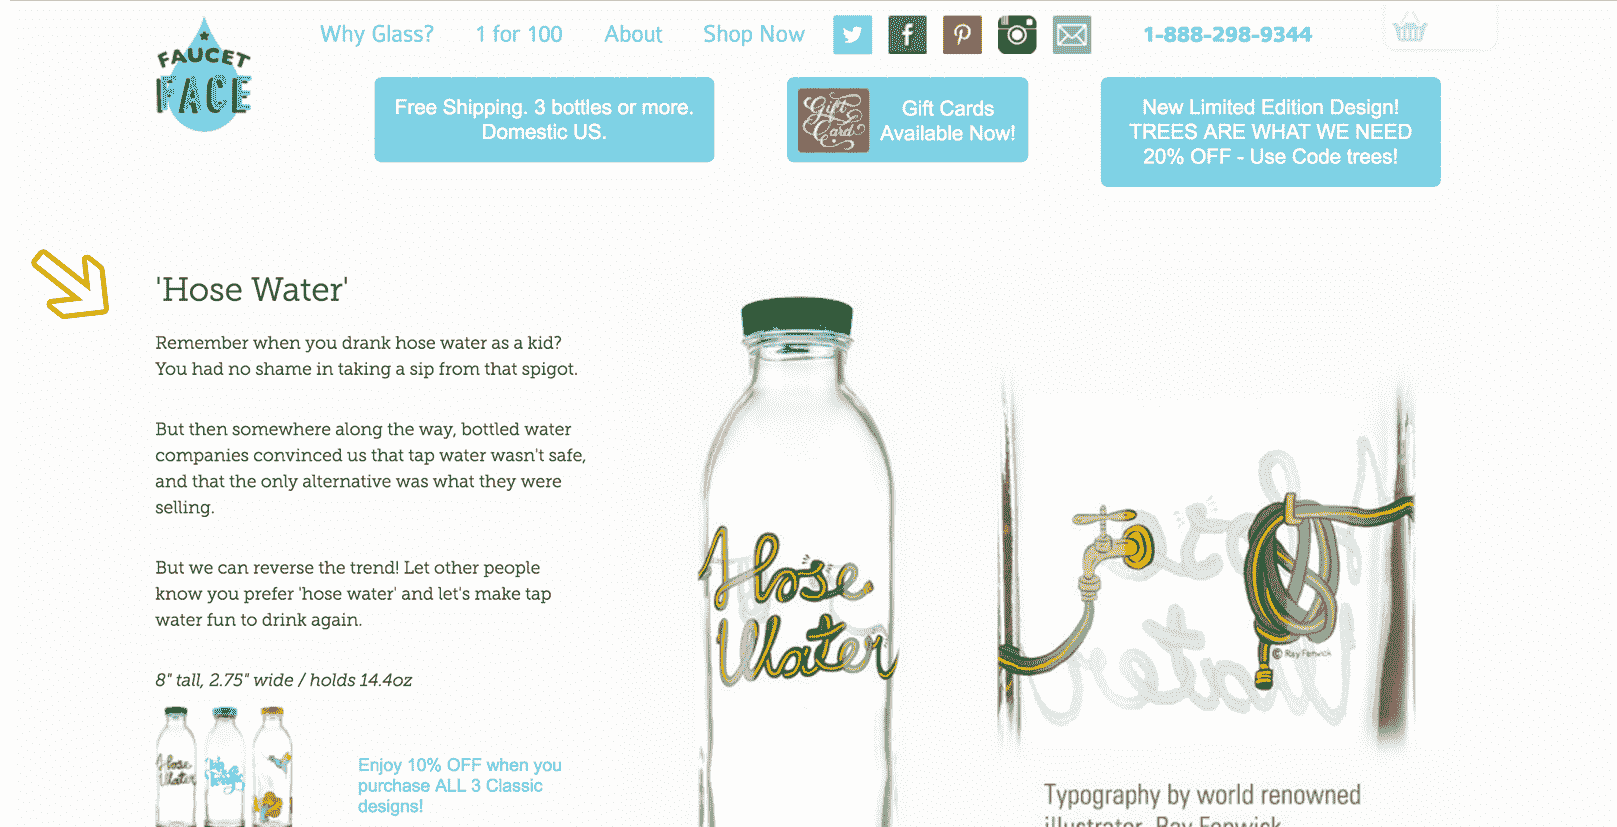 FAUCET
FACE
Why Glass?
1 for 100
About
Shop Now
1-888-298-9344
Free Shipping. 3 bottles or more.
Domestic US.
Gift
Card
Gift Cards
Available Now!
New Limited Edition Design!
TREES ARE WHAT WE NEED
20% OFF - Use Code trees!
'Hose Water'
Remember when you drank hose water as a kid?
You had no shame in taking a sip from that spigot.
But then somewhere along the way, bottled water
companies convinced us that tap water wasn't safe,
and that the only alternative was what they were
selling.
But we can reverse the trend! Let other people
know you prefer 'hose water' and let's make tap
water fun to drink again.
8" tall, 2.75" wide / holds 14.4oz
Hose
Water
Enjoy 10% OFF when you
purchase ALL 3 Classic
designs!
Hose
Water
© Ray Fenwick
Typography by world renowned
illustrator, Ray Fenwick